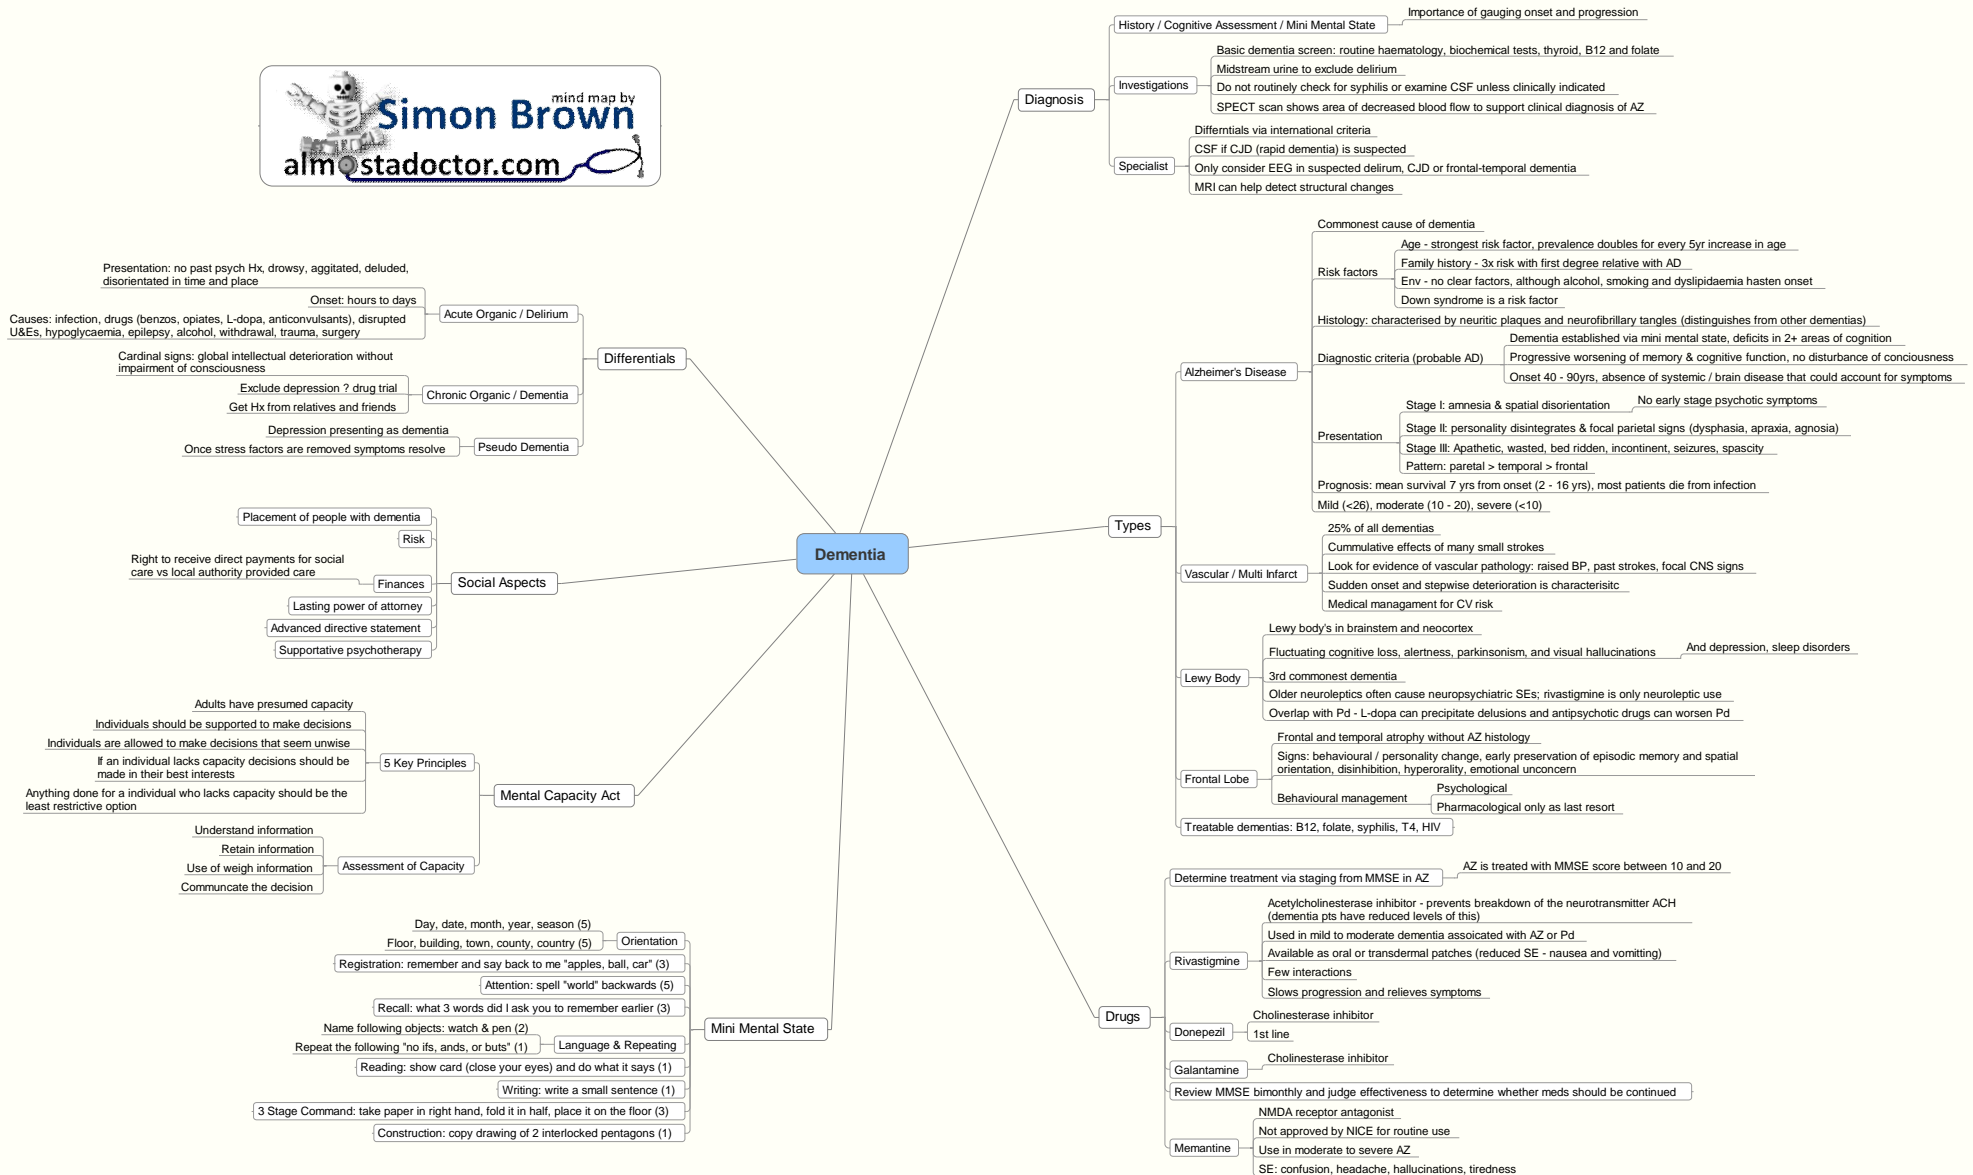 mind map by
Simon Brown
almostadoctor.com
Dementia
Diagnosis
History / Cognitive Assessment / Mini Mental State
Importance of gauging onset and progression
Investigations
Basic dementia screen: routine haematology, biochemical tests, thyroid, B12 and folate
Midstream urine to exclude delirium
Do not routinely check for syphilis or examine CSF unless clinically indicated
SPECT scan shows area of decreased blood flow to support clinical diagnosis of AZ
Specialist
Differntials via international criteria
CSF if CJD (rapid dementia) is suspected
Only consider EEG in suspected delirum, CJD or frontal-temporal dementia
MRI can help detect structural changes
Types
Alzheimer's Disease
Commonest cause of dementia
Risk factors
Age - strongest risk factor, prevalence doubles for every 5yr increase in age
Family history - 3x risk with first degree relative with AD
Env - no clear factors, although alcohol, smoking and dyslipidaemia hasten onset
Down syndrome is a risk factor
Histology: characterised by neuritic plaques and neurofibrillary tangles (distinguishes from other dementias)
Diagnostic criteria (probable AD)
Dementia established via mini mental state, deficits in 2+ areas of cognition
Progressive worsening of memory & cognitive function, no disturbance of conciousness
Onset 40 - 90yrs, absence of systemic / brain disease that could account for symptoms
Presentation
Stage I: amnesia & spatial disorientation
No early stage psychotic symptoms
Stage II: personality disintegrates & focal parietal signs (dysphasia, apraxia, agnosia)
Stage III: Apathetic, wasted, bed ridden, incontinent, seizures, spascity
Pattern: paretal > temporal > frontal
Prognosis: mean survival 7 yrs from onset (2 - 16 yrs), most patients die from infection
Mild (<26), moderate (10 - 20), severe (<10)
Vascular / Multi Infarct
25% of all dementias
Cummulative effects of many small strokes
Look for evidence of vascular pathology: raised BP, past strokes, focal CNS signs
Sudden onset and stepwise deterioration is characterisitc
Medical managament for CV risk
Lewy Body
Lewy body's in brainstem and neocortex
Fluctuating cognitive loss, alertness, parkinsonism, and visual hallucinations
And depression, sleep disorders
3rd commonest dementia
Older neuroleptics often cause neuropsychiatric SEs; rivastigmine is only neuroleptic use
Overlap with Pd - L-dopa can precipitate delusions and antipsychotic drugs can worsen Pd
Frontal Lobe
Frontal and temporal atrophy without AZ histology
Signs: behavioural / personality change, early preservation of episodic memory and spatial
orientation, disinhibition, hyperorality, emotional unconcern
Behavioural management
Psychological
Pharmacological only as last resort
Treatable dementias: B12, folate, syphilis, T4, HIV
Drugs
Determine treatment via staging from MMSE in AZ
AZ is treated with MMSE score between 10 and 20
Rivastigmine
Acetylcholinesterase inhibitor - prevents breakdown of the neurotransmitter ACH
(dementia pts have reduced levels of this)
Used in mild to moderate dementia assoicated with AZ or Pd
Available as oral or transdermal patches (reduced SE - nausea and vomitting)
Few interactions
Slows progression and relieves symptoms
Donepezil
Cholinesterase inhibitor
1st line
Galantamine
Cholinesterase inhibitor
Review MMSE bimonthly and judge effectiveness to determine whether meds should be continued
Memantine
NMDA receptor antagonist
Not approved by NICE for routine use
Use in moderate to severe AZ
SE: confusion, headache, hallucinations, tiredness
Differentials
Acute Organic / Delirium
Presentation: no past psych Hx, drowsy, aggitated, deluded,
disorientated in time and place
Onset: hours to days
Causes: infection, drugs (benzos, opiates, L-dopa, anticonvulsants), disrupted
U&Es, hypoglycaemia, epilepsy, alcohol, withdrawal, trauma, surgery
Chronic Organic / Dementia
Cardinal signs: global intellectual deterioration without
impairment of consciousness
Exclude depression ? drug trial
Get Hx from relatives and friends
Pseudo Dementia
Depression presenting as dementia
Once stress factors are removed symptoms resolve
Social Aspects
Placement of people with dementia
Risk
Finances
Right to receive direct payments for social
care vs local authority provided care
Lasting power of attorney
Advanced directive statement
Supportative psychotherapy
Mental Capacity Act
5 Key Principles
Adults have presumed capacity
Individuals should be supported to make decisions
Individuals are allowed to make decisions that seem unwise
If an individual lacks capacity decisions should be
made in their best interests
Anything done for a individual who lacks capacity should be the
least restrictive option
Assessment of Capacity
Understand information
Retain information
Use of weigh information
Communcate the decision
Mini Mental State
Orientation
Day, date, month, year, season (5)
Floor, building, town, county, country (5)
Registration: remember and say back to me "apples, ball, car" (3)
Attention: spell "world" backwards (5)
Recall: what 3 words did I ask you to remember earlier (3)
Language & Repeating
Name following objects: watch & pen (2)
Repeat the following "no ifs, ands, or buts" (1)
Reading: show card (close your eyes) and do what it says (1)
Writing: write a small sentence (1)
3 Stage Command: take paper in right hand, fold it in half, place it on the floor (3)
Construction: copy drawing of 2 interlocked pentagons (1)